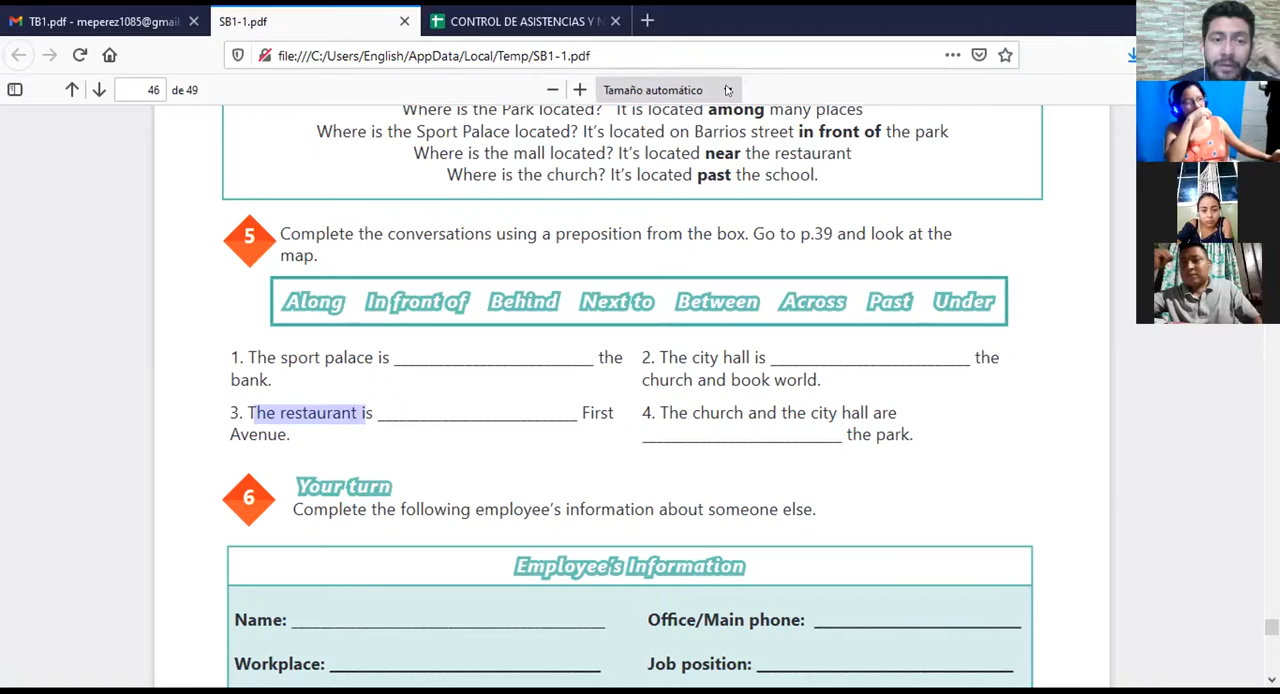 TB1.pdf - meperez1085@gmail.
SB1-1.pdf
CONTROL DE ASISTENCIAS Y N
file:///C:/Users/English/AppData/Local/Temp/SB1-1.pdf
46 de 49
Tamaño automático
Where is the Park located? It is located among many places
Where is the Sport Palace located? It's located on Barrios street in front of the park
Where is the mall located? It's located near the restaurant
Where is the church? It's located past the school.
5
Complete the conversations using a preposition from the box. Go to p.39 and look at the
map.
Along In front of Behind Next to Between Across Past Under
1. The sport palace is ______________________ the
bank.
2. The city hall is ______________________ the
church and book world.
3. The restaurant is ______________________ First
Avenue.
4. The church and the city hall are
______________________ the park.
6
Your turn
Complete the following employee's information about someone else.
Employee's Information
Name: ______________________
Office/Main phone: ______________________
Workplace: ______________________
Job position: ______________________